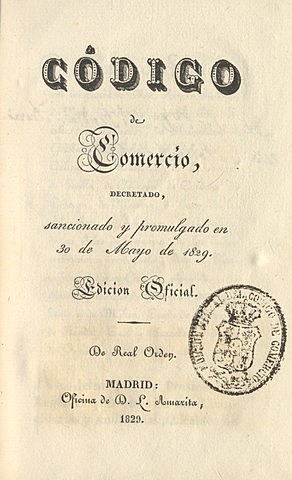 CÓDIGO
de
Comercio,
DECRETADO,
sancionado y promulgado en
30 de Mayo de 1829.
Edicion Oficial.
De Real Orden.
MADRID:
Oficina de D. L. Amarita,
1829.